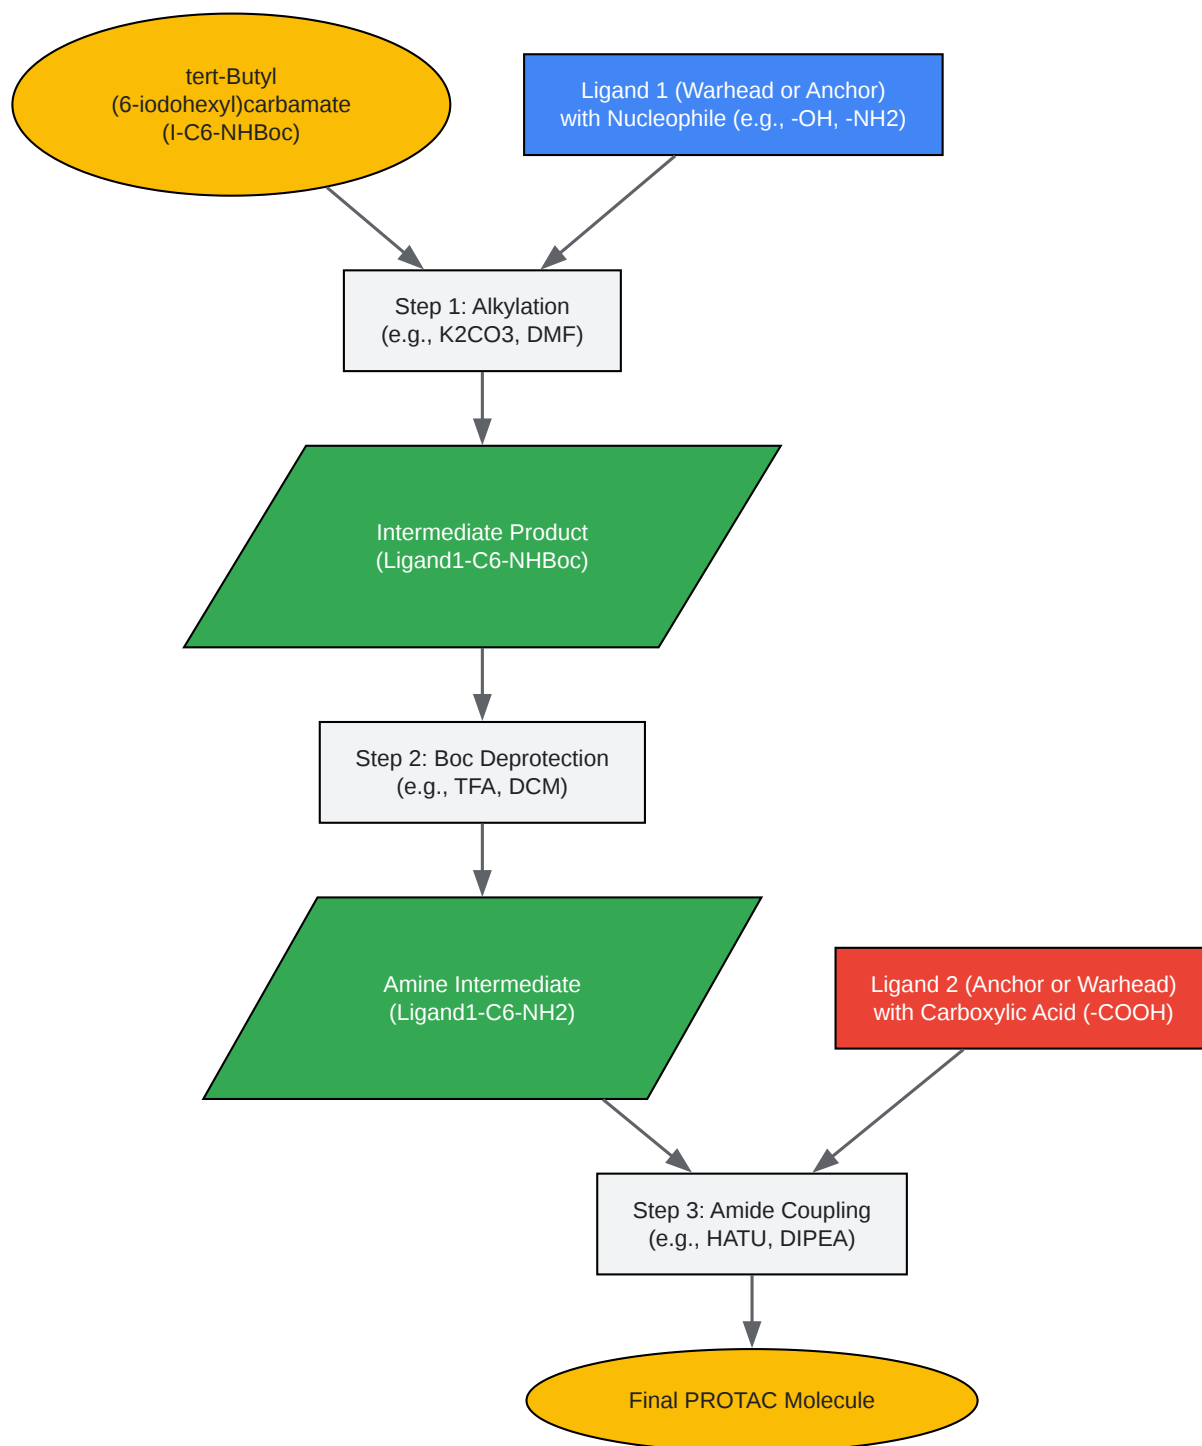 tert-Butyl
(6-iodohexyl)carbamate
(I-C6-NHBoc)
Ligand 1 (Warhead or Anchor)
with Nucleophile (e.g., -OH, -NH2)
Step 1: Alkylation
(e.g., K2CO3, DMF)
Intermediate Product
(Ligand1-C6-NHBoc)
Step 2: Boc Deprotection
(e.g., TFA, DCM)
Amine Intermediate
(Ligand1-C6-NH2)
Ligand 2 (Anchor or Warhead)
with Carboxylic Acid (-COOH)
Step 3: Amide Coupling
(e.g., HATU, DIPEA)
Final PROTAC Molecule